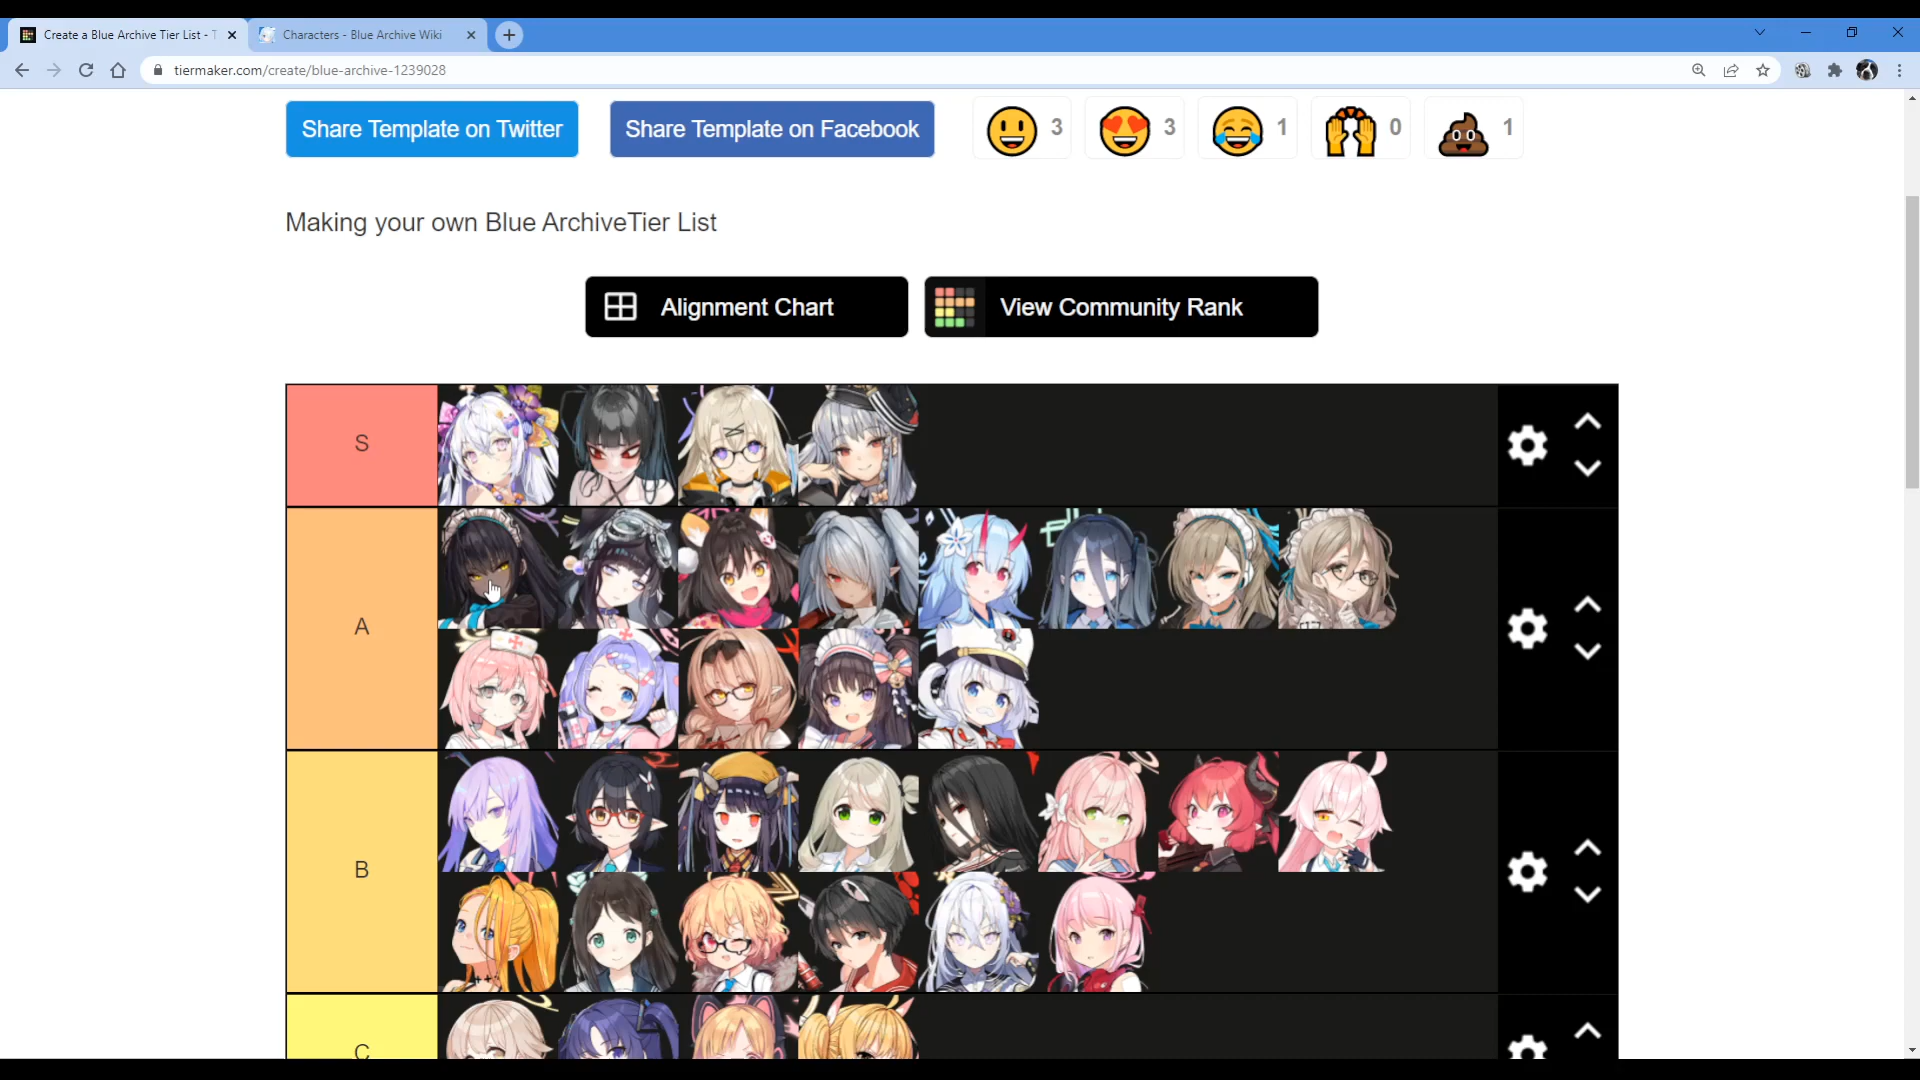 Create a Blue Archive Tier List - T
Characters - Blue Archive Wiki
tiermaker.com/create/blue-archive-1239028
Share Template on Twitter
Share Template on Facebook
3
3
1
0
1
Making your own Blue ArchiveTier List
Alignment Chart
View Community Rank
S
A
B
C